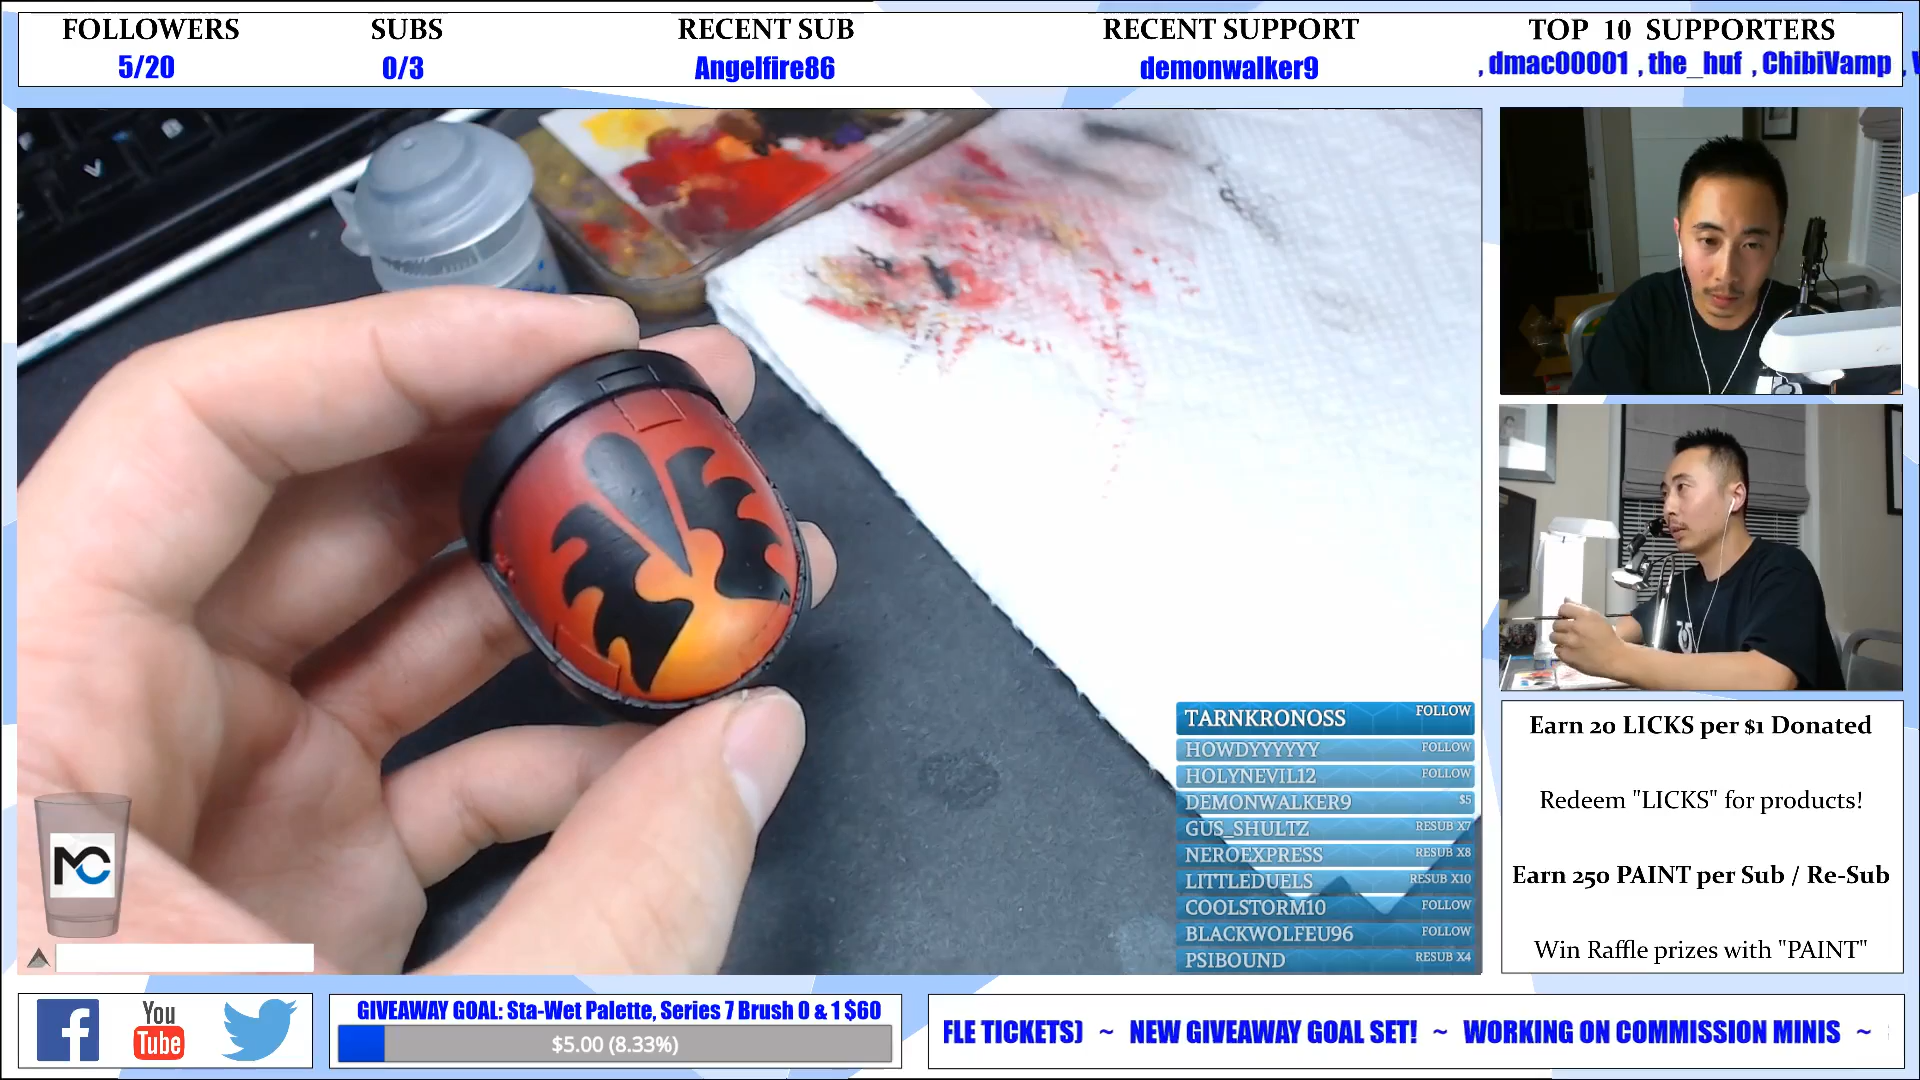 FOLLOWERS
5/20
SUBS
0/3
RECENT SUB
Angelfire86
RECENT SUPPORT
demonwalker9
TOP 10 SUPPORTERS
, dmac00001 , the_huf , ChibiVamp ,
V
TARNKRONOSS FOLLOW
HOWDYYYYYY FOLLOW
HOLYNEVIL12 FOLLOW
DEMONWALKER9 $5
GUS_SHULTZ RESUB X7
NEROEXPRESS RESUB X8
LITTLEDUELS RESUB X10
COOLSTORM10 FOLLOW
BLACKWOLFEU96 FOLLOW
PSIBOUND RESUB X4
MC
Earn 20 LICKS per $1 Donated
Redeem "LICKS" for products!
Earn 250 PAINT per Sub / Re-Sub
Win Raffle prizes with "PAINT"
f
You
Tube
GIVEAWAY GOAL: Sta-Wet Palette, Series 7 Brush 0 & 1 $60
$5.00 (8.33%)
FLE TICKETS) ~ NEW GIVEAWAY GOAL SET! ~ WORKING ON COMMISSION MINIS ~